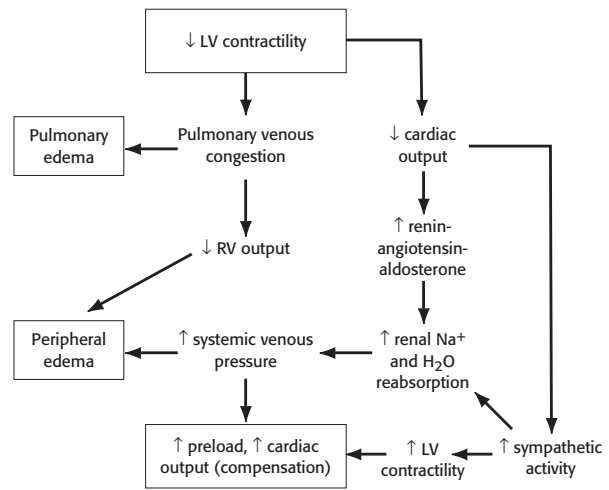 ↓ LV contractility
Pulmonary
edema
Pulmonary venous
congestion
↓ cardiac
output
↑ renin-
angiotensin-
aldosterone
↓ RV output
Peripheral
edema
↑ systemic venous
pressure
↑ renal Na⁺
and H₂O
reabsorption
↑ preload, ↑ cardiac
output (compensation)
↑ LV
contractility
↑ sympathetic
activity